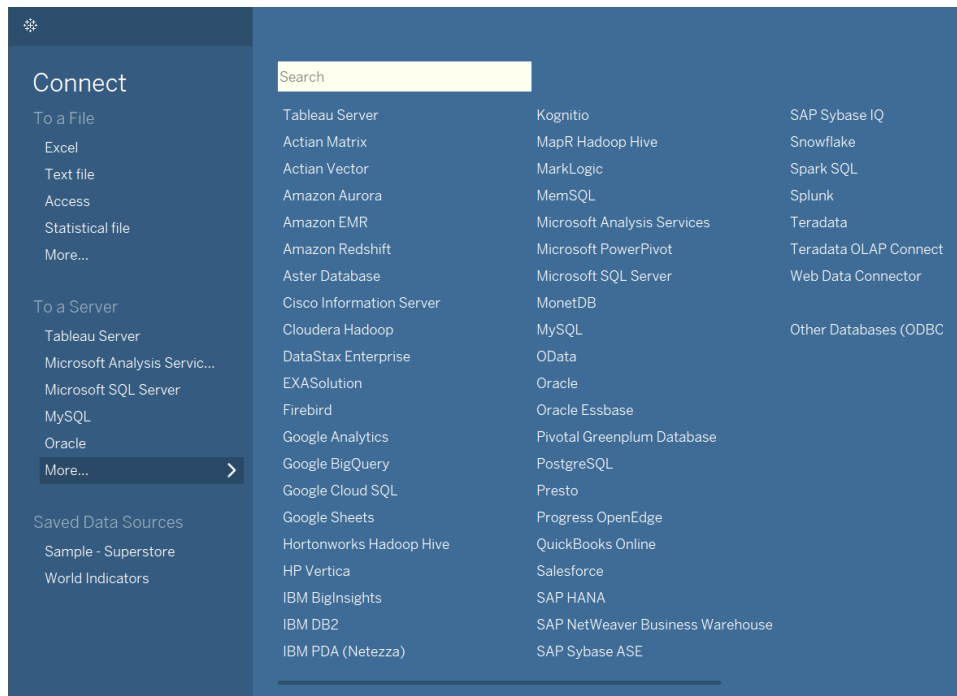 Connect
To a File
Excel
Text file
Access
Statistical file
More...
To a Server
Tableau Server
Microsoft Analysis Servic...
Microsoft SQL Server
MySQL
Oracle
More...
Saved Data Sources
Sample - Superstore
World Indicators
Search
Tableau Server
Actian Matrix
Actian Vector
Amazon Aurora
Amazon EMR
Amazon Redshift
Aster Database
Cisco Information Server
Cloudera Hadoop
DataStax Enterprise
EXASolution
Firebird
Google Analytics
Google BigQuery
Google Cloud SQL
Google Sheets
Hortonworks Hadoop Hive
HP Vertica
IBM BigInsights
IBM DB2
IBM PDA (Netezza)
Kognitio
MapR Hadoop Hive
MarkLogic
MemSQL
Microsoft Analysis Services
Microsoft PowerPivot
Microsoft SQL Server
MonetDB
MySQL
OData
Oracle
Oracle Essbase
Pivotal Greenplum Database
PostgreSQL
Presto
Progress OpenEdge
QuickBooks Online
Salesforce
SAP HANA
SAP NetWeaver Business Warehouse
SAP Sybase ASE
SAP Sybase IQ
Snowflake
Spark SQL
Splunk
Teradata
Teradata OLAP Connect
Web Data Connector
Other Databases (ODBC